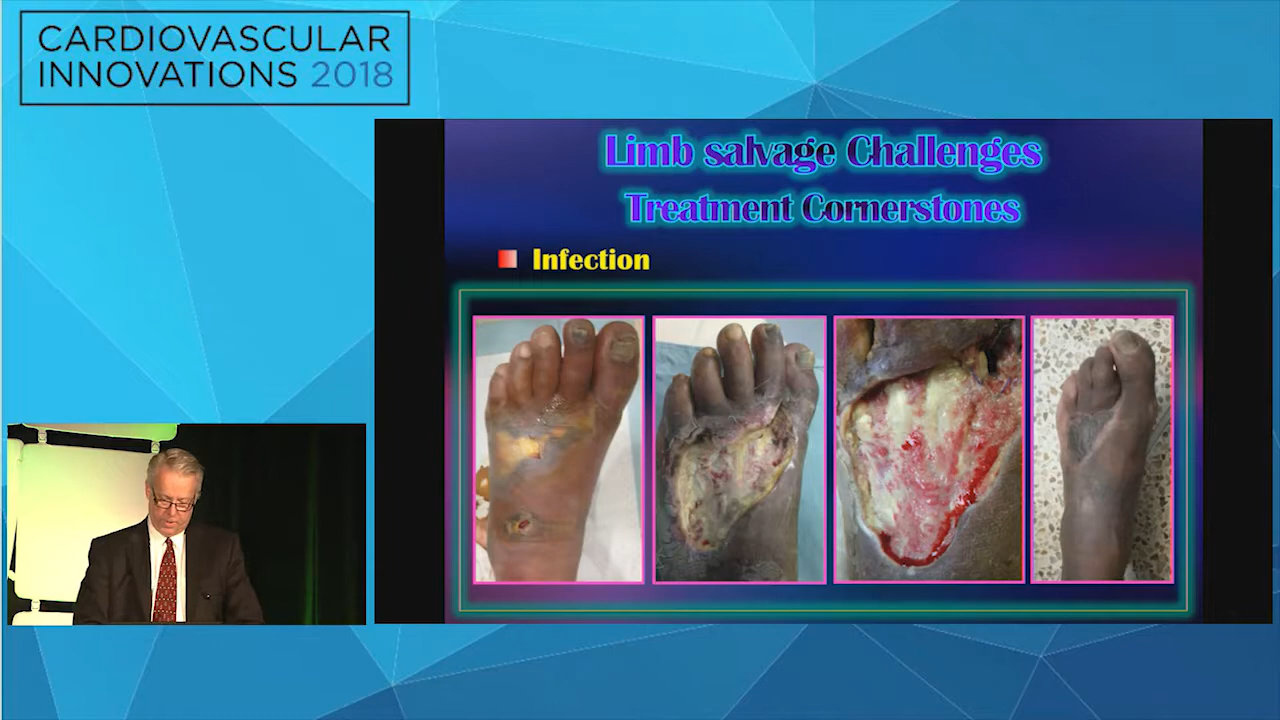 CARDIOVASCULAR
INNOVATIONS 2018
Limb salvage Challenges
Treatment Cornerstones
Infection